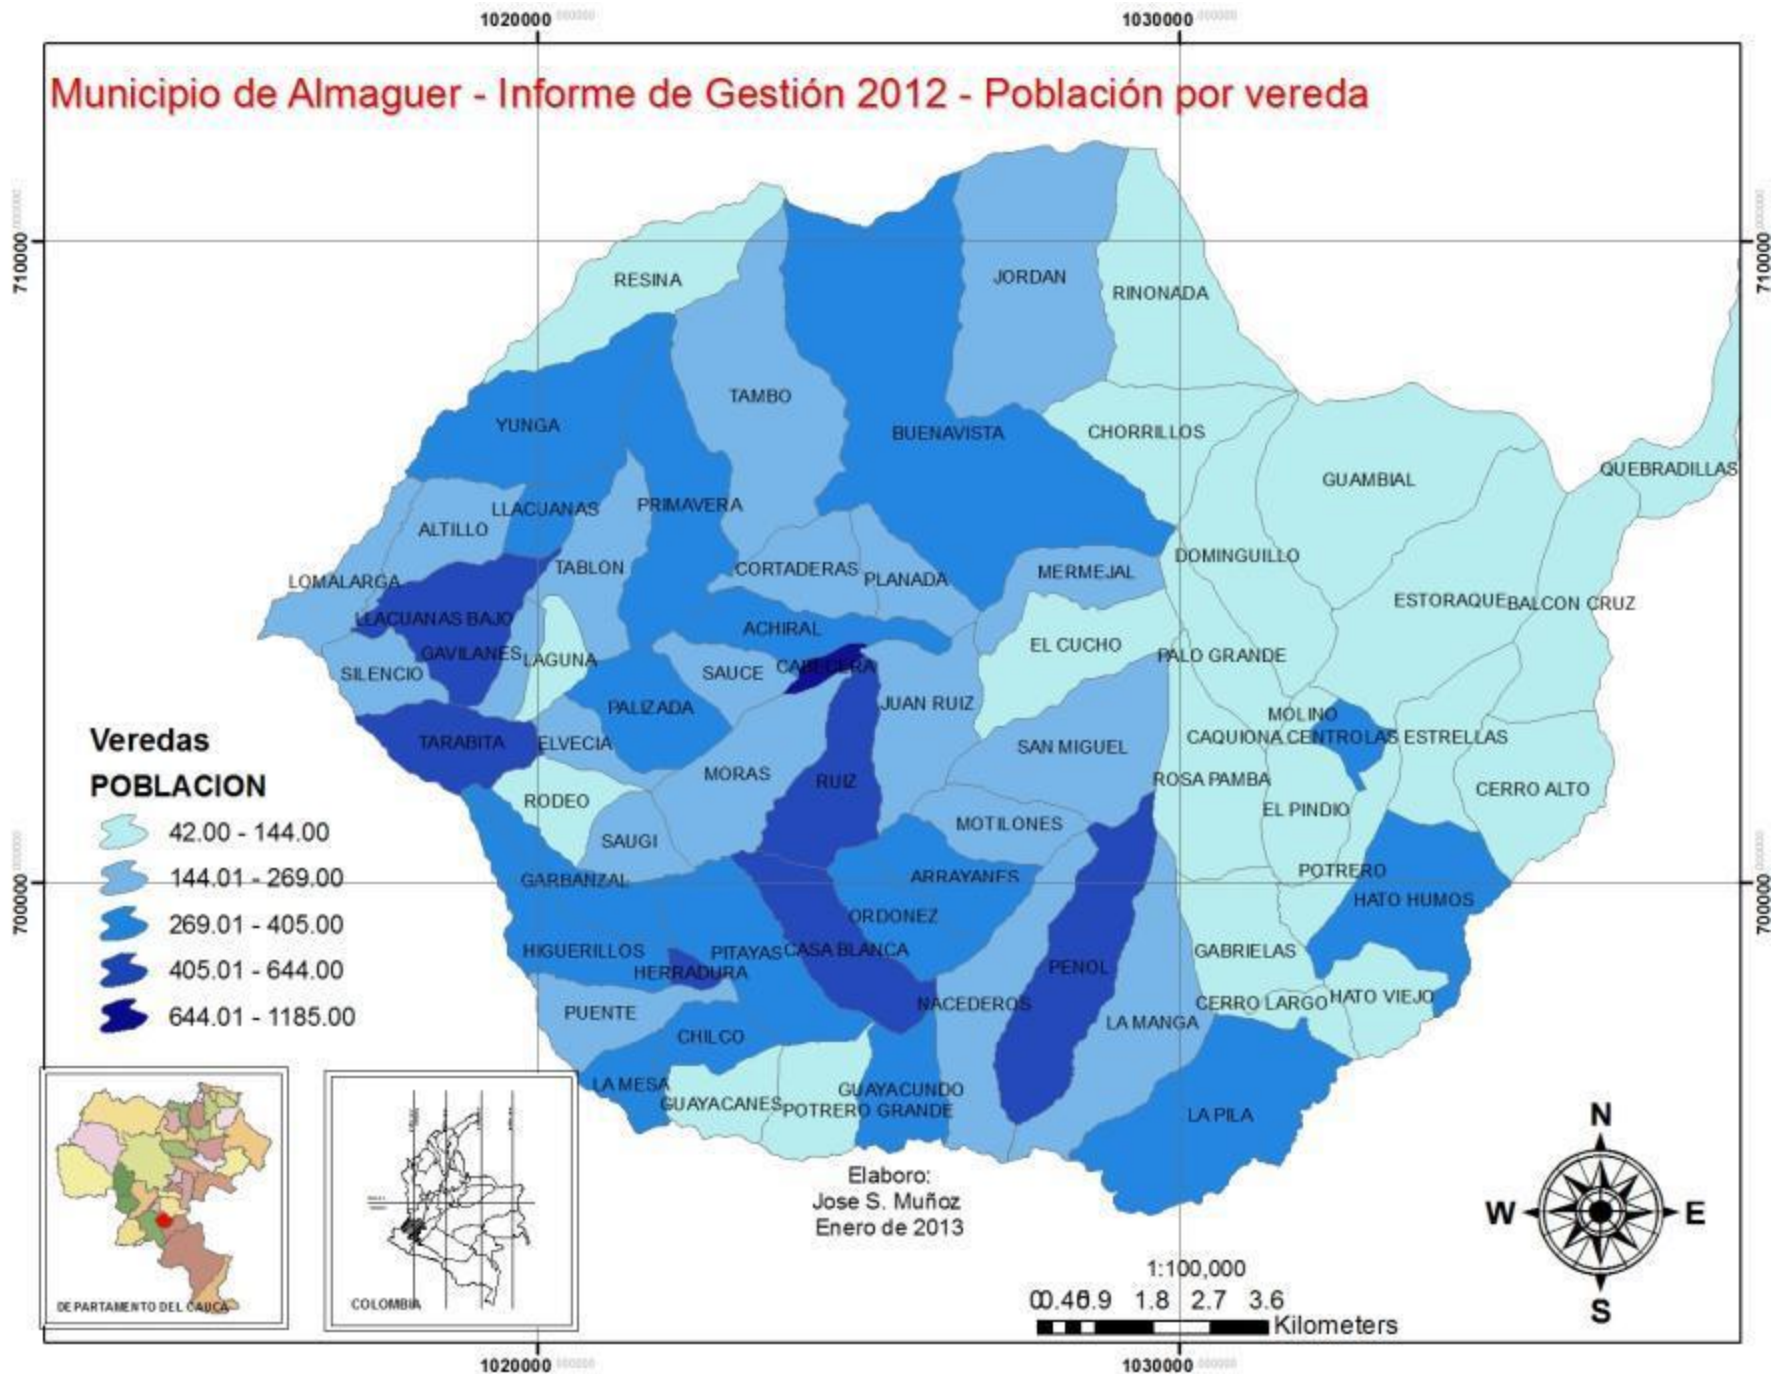 1020000 1030000
Municipio de Almaguer - Informe de Gestión 2012 - Población por vereda
710000
7100000
RESINA
JORDAN
RINONADA
TAMBO
YUNGA
BUENAVISTA
CHORRILLOS
QUEBRADILLAS
GUAMBIAL
PRIMAVERA
LLACUANAS
ALTILLO
DOMINGUILLO
TABLON
CORTADERAS
PLANADA
MERMEJAL
LOMALARGA
ESTORAQUE
BALCON CRUZ
LLACUANAS BAJO
ACHIRAL
EL CUCHO
GAVILANES
LAGUNA
PALO GRANDE
CABECERA
SAUCE
SILENCIO
JUAN RUIZ
PALIZADA
MOLINO
TARABITA
ELVECIA
SAN MIGUEL
CAQUIONA CENTRO
LAS ESTRELLAS
MORAS
RUIZ
ROSA PAMBA
CERRO ALTO
RODEO
EL PINDIO
MOTILONES
SAUGI
POTRERO
GARBANZAL
ARRAYANES
HATO HUMOS
ORDONEZ
HIGUERILLOS
PITAYAS
CASA BLANCA
GABRIELAS
HERRADURA
PENOL
HATO VIEJO
NACEDEROS
CERRO LARGO
PUENTE
LA MANGA
CHILCO
LA MESA
GUAYACUNDO
GUAYACANES
POTRERO GRANDE
LA PILA
Veredas
POBLACION
42.00 - 144.00
144.01 - 269.00
269.01 - 405.00
405.01 - 644.00
644.01 - 1185.00
700000
700000
DEPARTAMENTO DEL CAUCA
COLOMBIA
Elaboro:
Jose S. Muñoz
Enero de 2013
N
W E
S
1:100,000
0 0.45 0.9 1.8 2.7 3.6
Kilometers
1020000 1030000